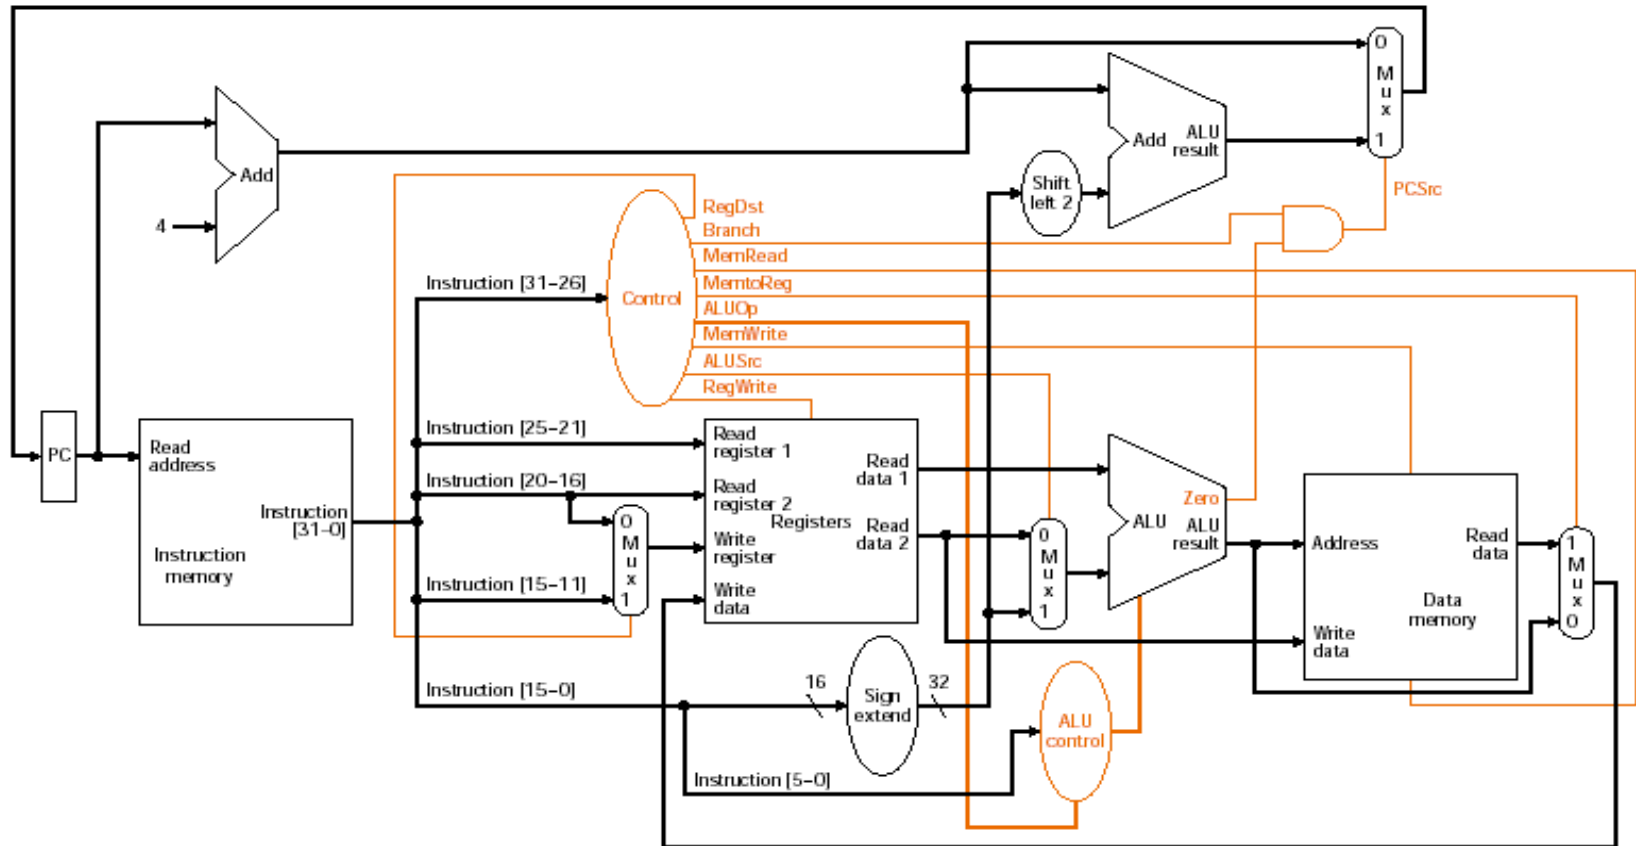 0
M
u
x
1
Add
ALU
result
Add
Shift
left 2
4
PCSrc
RegDst
Branch
MemRead
MemtoReg
ALUOp
MemWrite
ALUSrc
RegWrite
Control
Instruction [31–26]
Instruction [25–21]
Instruction [20–16]
Instruction [15–11]
Instruction [15–0]
Instruction [5–0]
PC
Read
address
Instruction
[31–0]
Instruction
memory
0
M
u
x
1
Read
register 1
Read
register 2
Write
register
Write
data
Registers
Read
data 1
Read
data 2
0
M
u
x
1
Zero
ALU
ALU
result
Address
Read
data
Write
data
Data
memory
1
M
u
x
0
16
Sign
extend
32
ALU
control